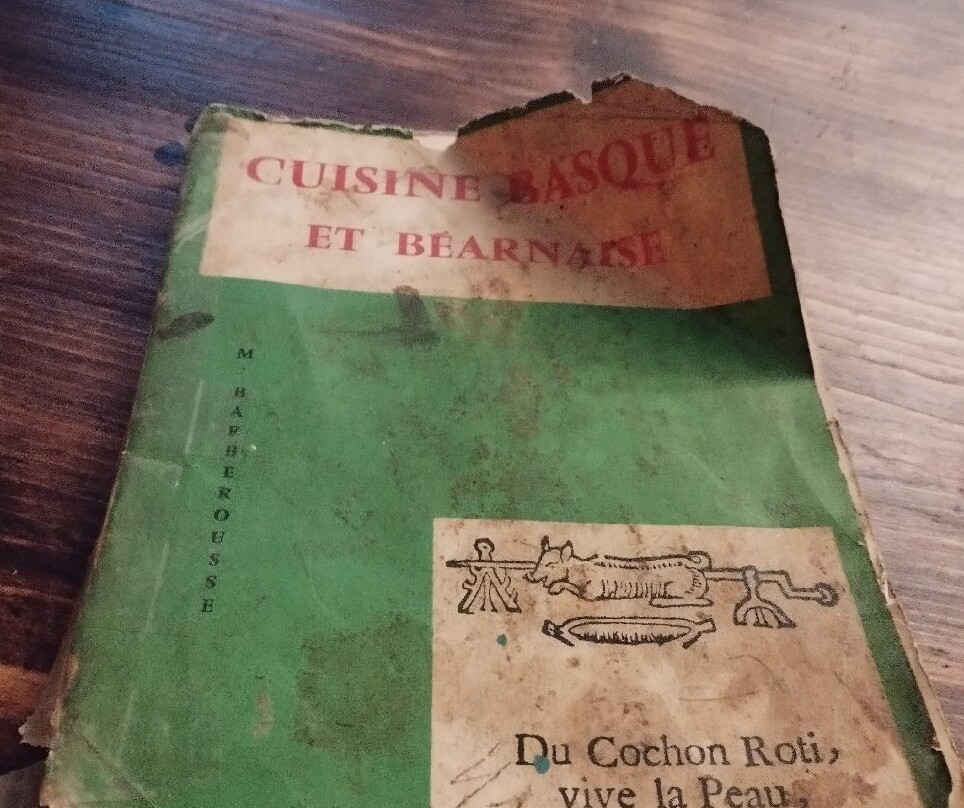 CUISINE BASQUE
ET BÉARNAISE
M. BARBEROUSSE
Du Cochon Roti,
vive la Peau,